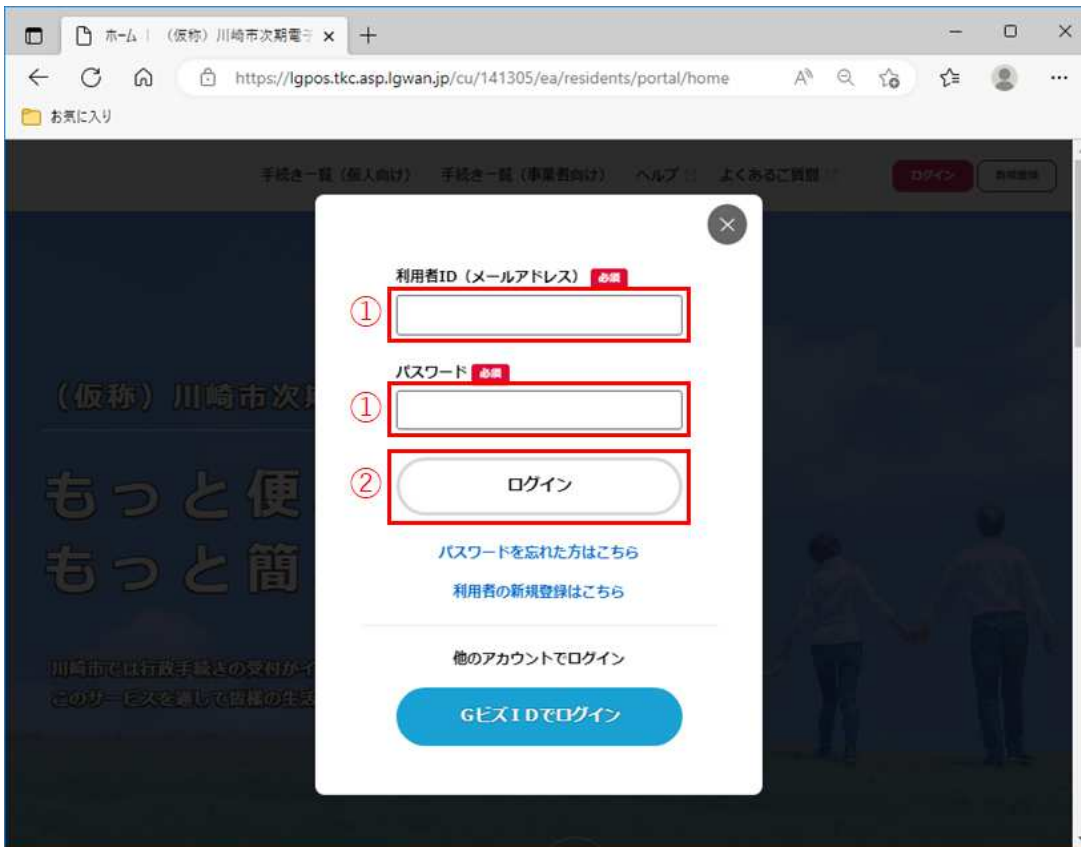 ホーム | （仮称）川崎市次期電子
https://lgpos.tkc.asp.lgwan.jp/cu/141305/ea/residents/portal/home
お気に入り
手続き一覧（個人向け） 手続き一覧（事業者向け） ヘルプ よくあるご質問 ログイン 新規登録
利用者ID（メールアドレス） 必須
①
パスワード 必須
①
（仮称）川崎市次期
② ログイン
もっと便
もっと簡
パスワードを忘れた方はこちら
利用者の新規登録はこちら
他のアカウントでログイン
川崎市では行政手続きの受付がイ
このサービスを通して皆様の生活
GビズIDでログイン